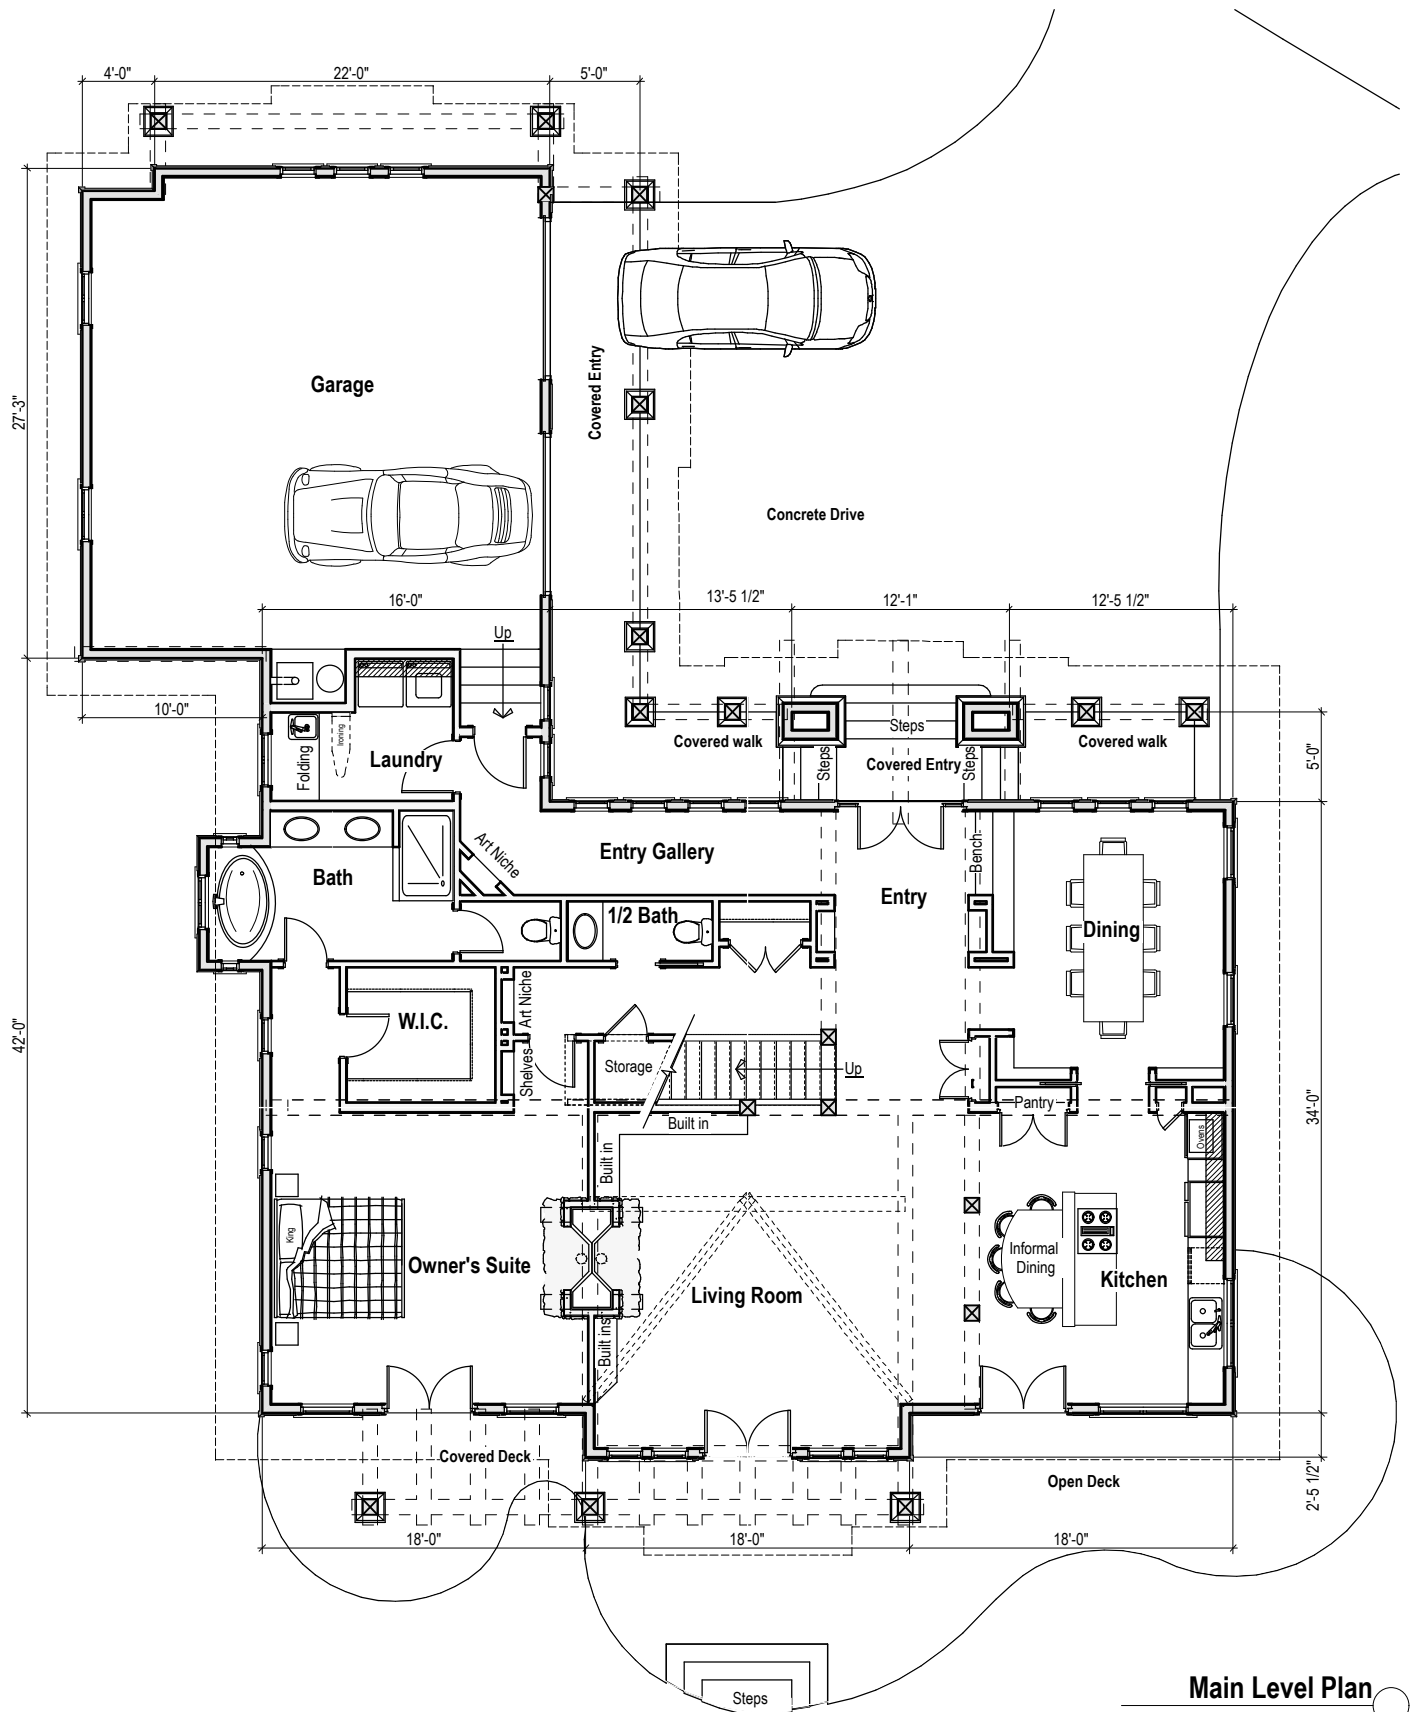 4'-0"
22'-0"
5'-0"
Garage
Covered Entry
27'-3"
Concrete Drive
16'-0"
13'-5 1/2"
12'-1"
12'-5 1/2"
Up
10'-0"
Folding
Ironing
Laundry
Covered walk
Steps
Steps
Covered Entry
Steps
Covered walk
5'-0"
Art Niche
Entry Gallery
Bench
Bath
Entry
1/2 Bath
Dining
W.I.C.
Art Niche
42'-0"
Shelves
Storage
Up
34'-0"
Pantry
Built in
Built in
Ovens
King
Owner's Suite
Informal
Dining
Kitchen
Living Room
Built ins
Covered Deck
Open Deck
2'-5 1/2"
18'-0"
18'-0"
18'-0"
Steps
Main Level Plan